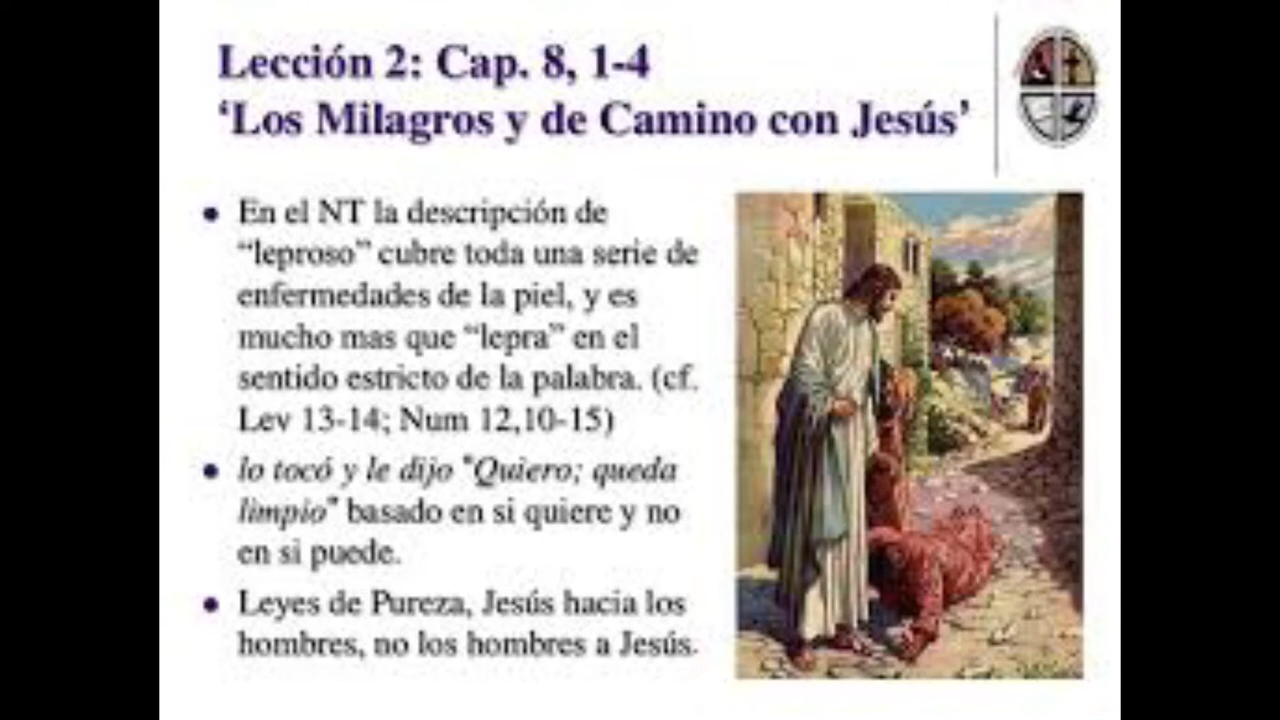 Lección 2: Cap. 8, 1-4
‘Los Milagros y de Camino con Jesús’
• En el NT la descripción de
“leproso” cubre toda una serie de
enfermedades de la piel, y es
mucho mas que “lepra” en el
sentido estricto de la palabra. (cf.
Lev 13-14; Num 12,10-15)
• lo tocó y le dijo "Quiero; queda
limpio" basado en si quiere y no
en si puede.
• Leyes de Pureza, Jesús hacia los
hombres, no los hombres a Jesús.